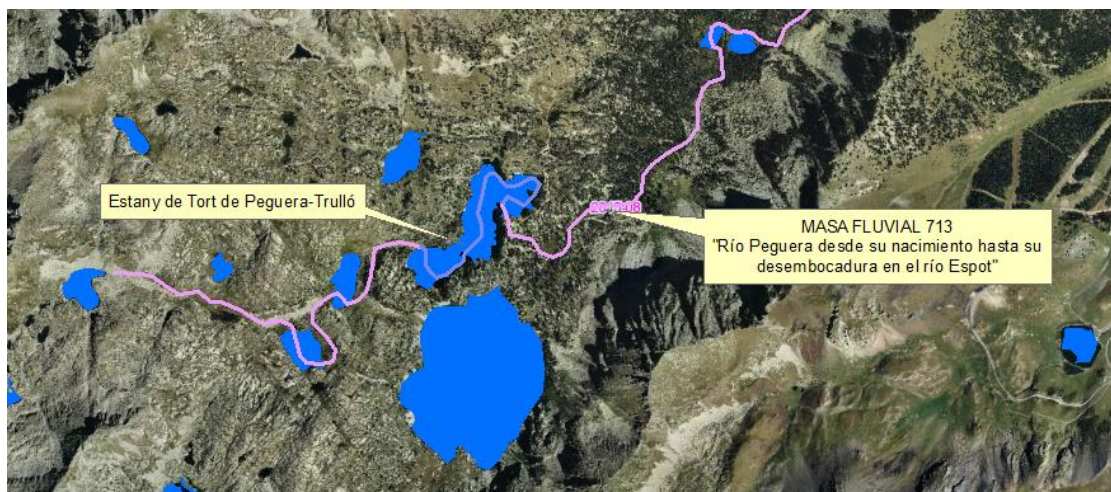 Estany de Tort de Peguera-Trulló
MASA FLUVIAL 713
"Río Peguera desde su nacimiento hasta su
desembocadura en el río Espot"